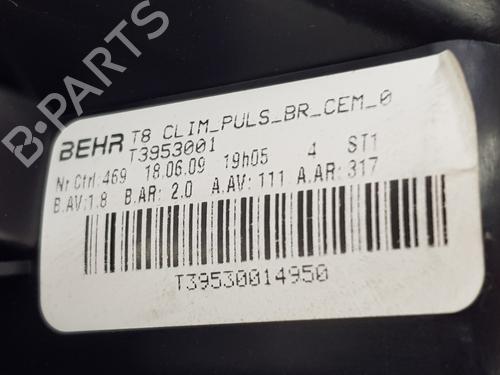 BEHR T8 CLIM_PULS_BR_CEM_0
T3953001
Nr Ctrl:469 18.06.09 19h05 4 ST1
B.AV:1.8 B.AR: 2.0 A.AV: 111 A.AR: 317
T39530014950
B-PARTS